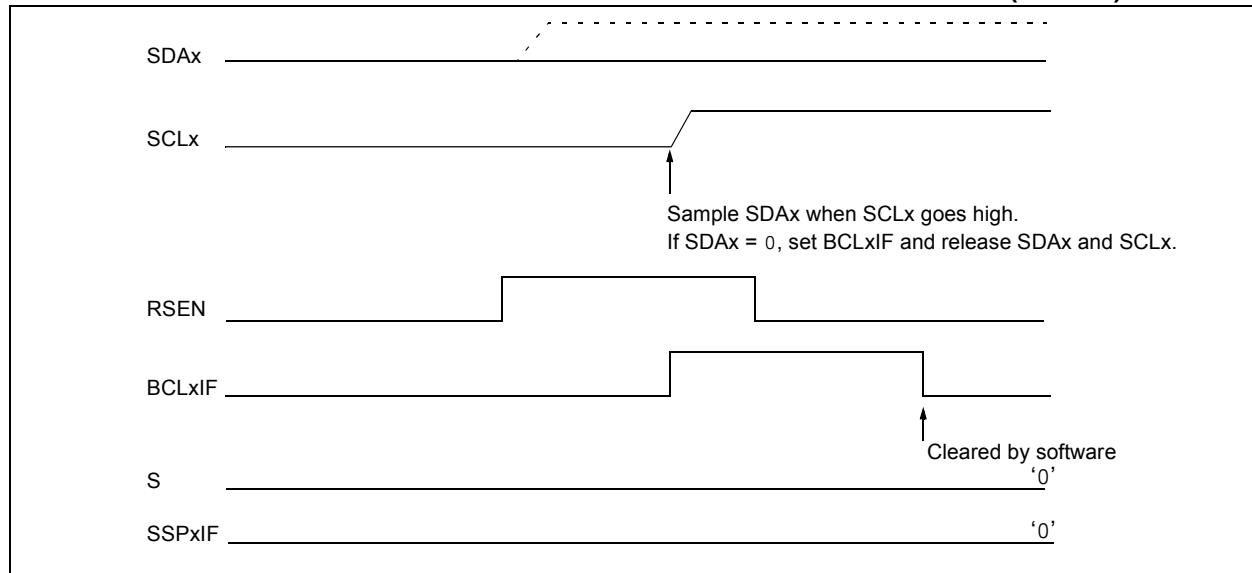 SDAx
SCLx
Sample SDAx when SCLx goes high.
If SDAx = 0, set BCLxIF and release SDAx and SCLx.
RSEN
BCLxIF
Cleared by software
S
‘0’
SSPxIF
‘0’